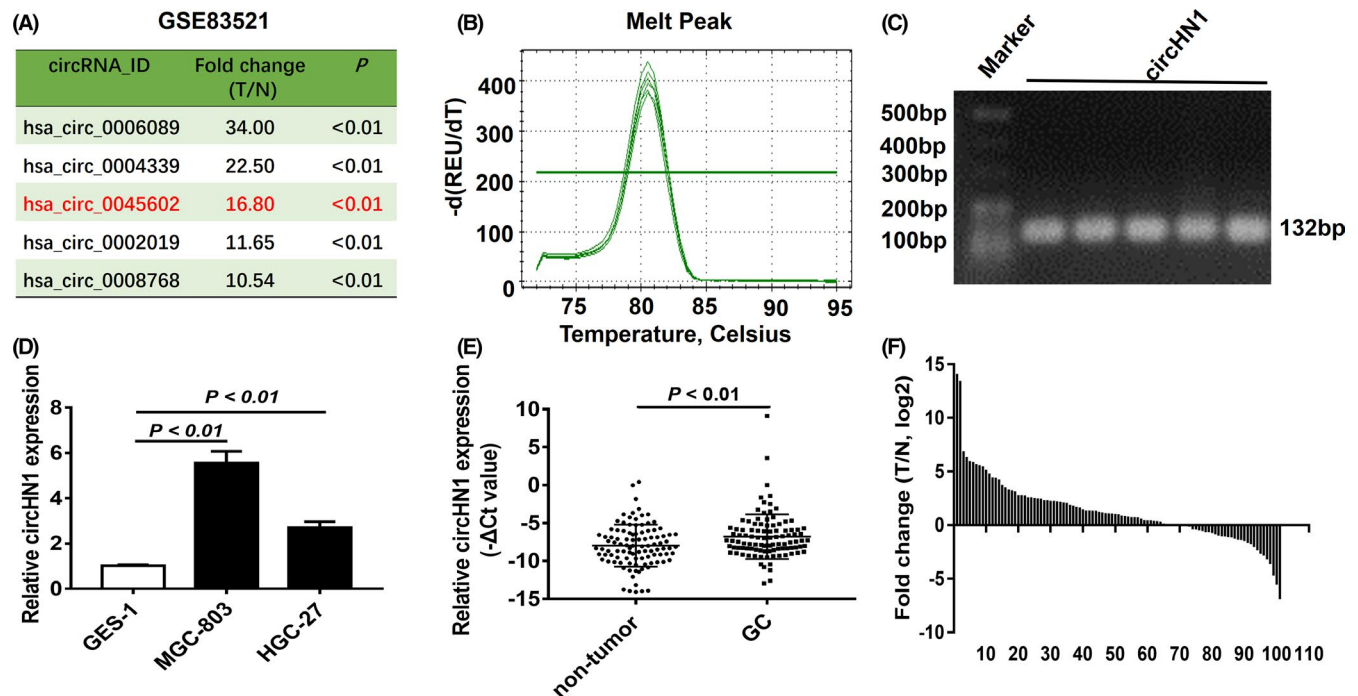 (A) GSE83521
circRNA_ID Fold change (T/N) P
hsa_circ_0006089 34.00 <0.01
hsa_circ_0004339 22.50 <0.01
hsa_circ_0045602 16.80 <0.01
hsa_circ_0002019 11.65 <0.01
hsa_circ_0008768 10.54 <0.01
(B) Melt Peak
-d(REU/dT)
400
300
200
100
0
75 80 85 90 95
Temperature, Celsius
(C)
Marker
circHN1
500bp
400bp
300bp
200bp
100bp
132bp
(D)
Relative circHN1 expression
8
6
4
2
0
P < 0.01
P < 0.01
GES-1
MGC-803
HGC-27
(E)
Relative circHN1 expression
(-ΔCt value)
10
5
0
-5
-10
-15
P < 0.01
non-tumor
GC
(F)
Fold change (T/N, log2)
15
10
5
0
-5
-10
10 20 30 40 50 60 70 80 90 100 110